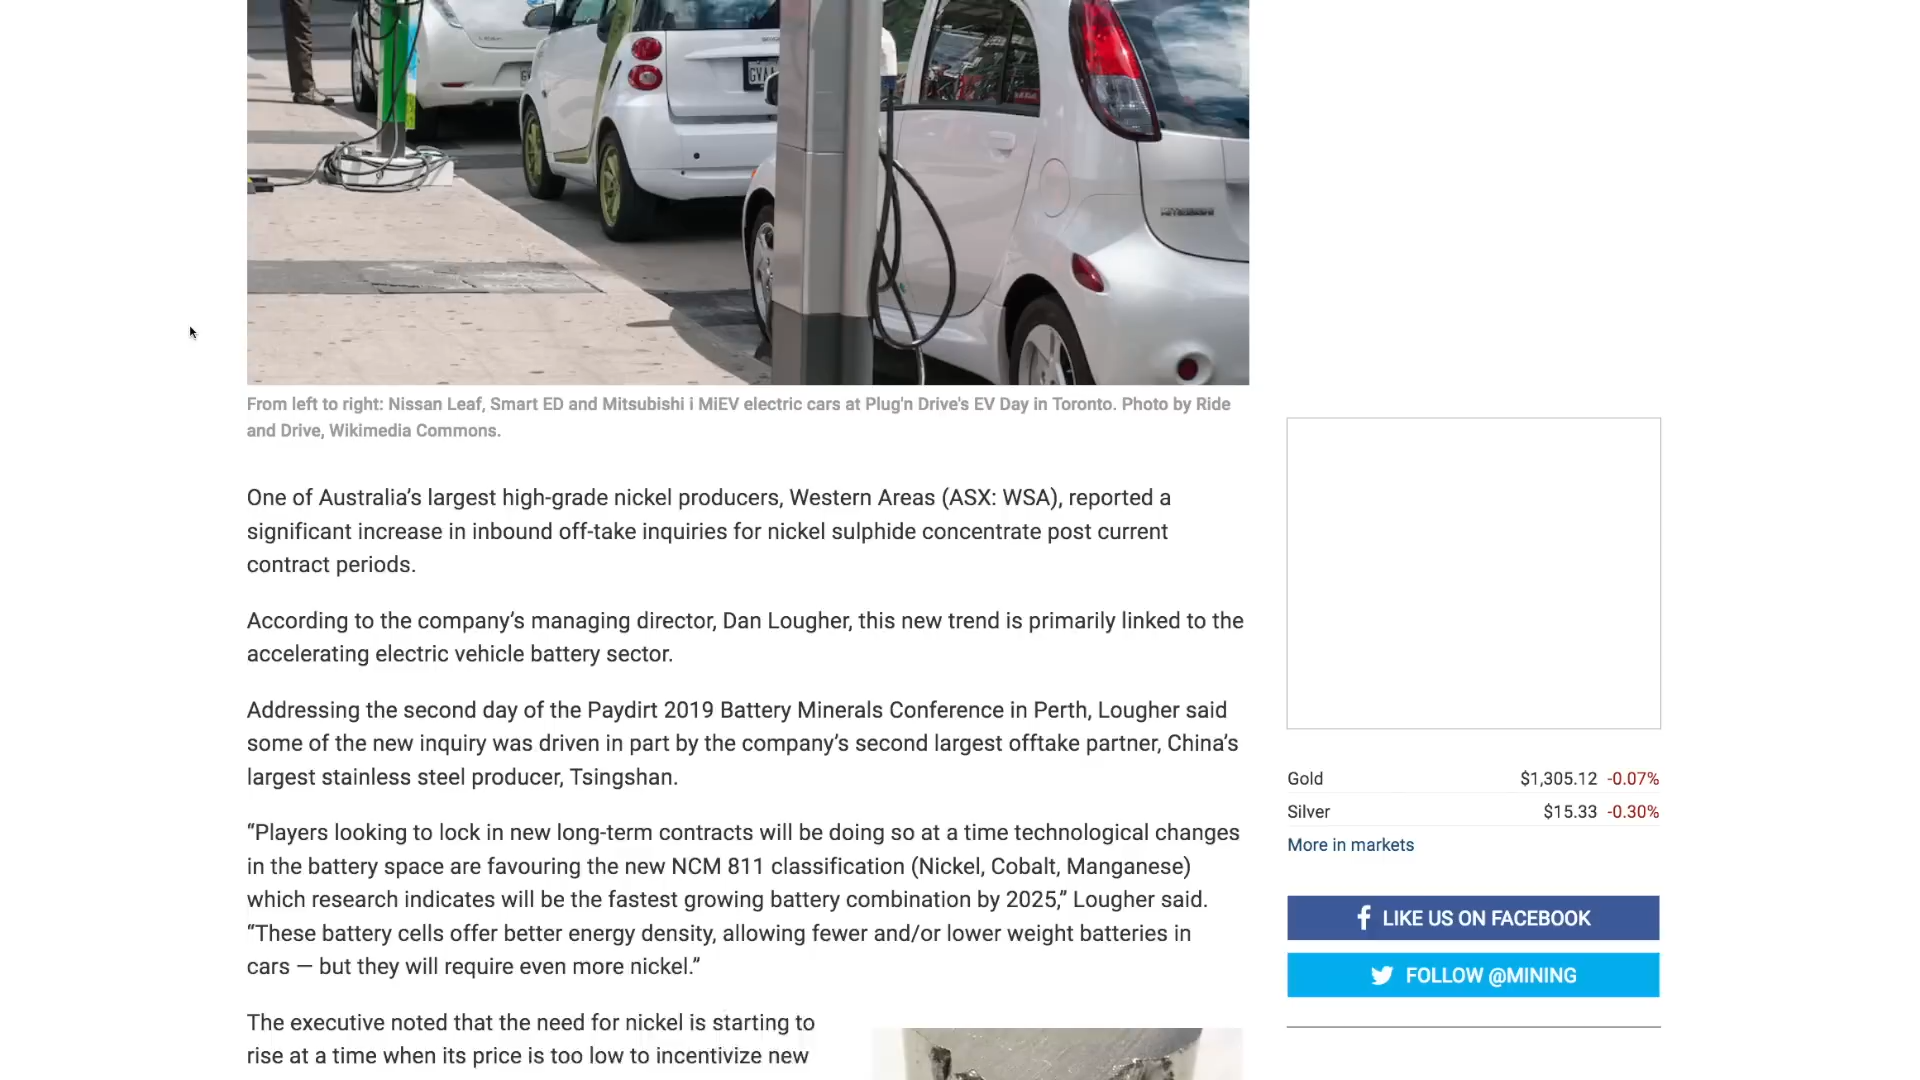 From left to right: Nissan Leaf, Smart ED and Mitsubishi i MiEV electric cars at Plug'n Drive's EV Day in Toronto. Photo by Ride
and Drive, Wikimedia Commons.
One of Australia’s largest high-grade nickel producers, Western Areas (ASX: WSA), reported a
significant increase in inbound off-take inquiries for nickel sulphide concentrate post current
contract periods.
According to the company’s managing director, Dan Lougher, this new trend is primarily linked to the
accelerating electric vehicle battery sector.
Addressing the second day of the Paydirt 2019 Battery Minerals Conference in Perth, Lougher said
some of the new inquiry was driven in part by the company’s second largest offtake partner, China’s
largest stainless steel producer, Tsingshan.
“Players looking to lock in new long-term contracts will be doing so at a time technological changes
in the battery space are favouring the new NCM 811 classification (Nickel, Cobalt, Manganese)
which research indicates will be the fastest growing battery combination by 2025,” Lougher said.
“These battery cells offer better energy density, allowing fewer and/or lower weight batteries in
cars — but they will require even more nickel.”
The executive noted that the need for nickel is starting to
rise at a time when its price is too low to incentivize new
Gold $1,305.12 -0.07%
Silver $15.33 -0.30%
More in markets
LIKE US ON FACEBOOK
FOLLOW @MINING